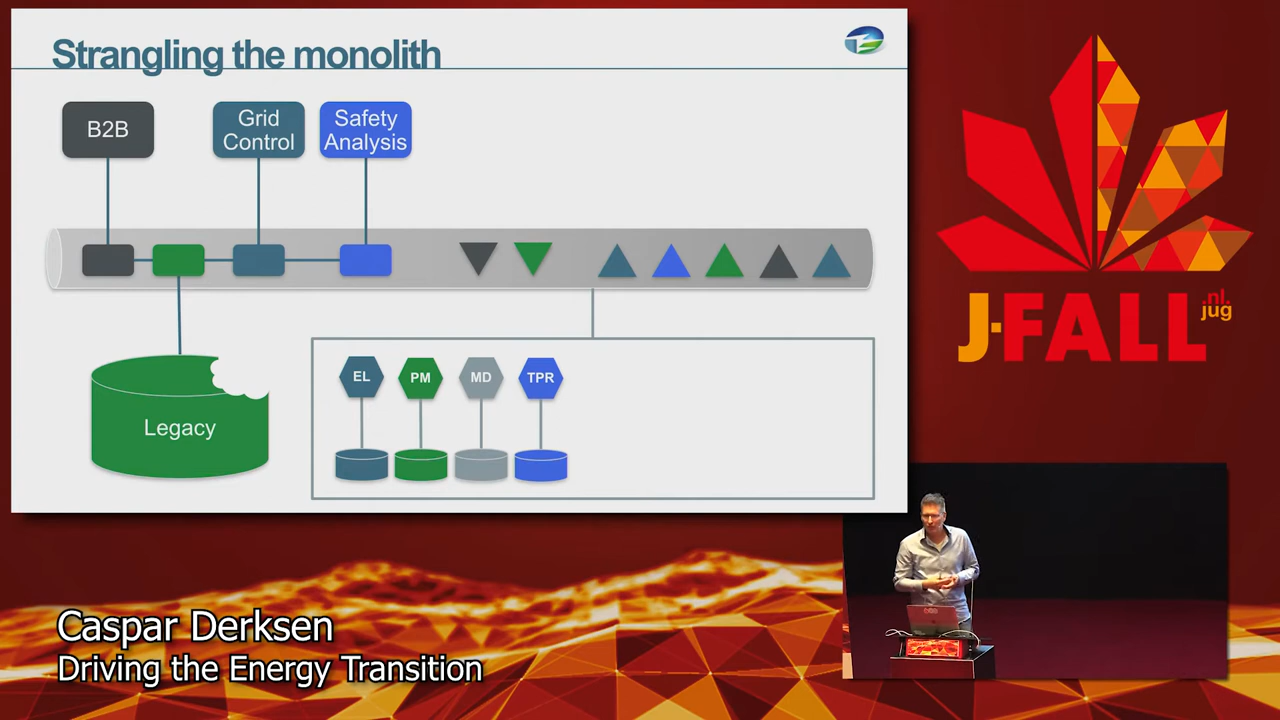 Strangling the monolith
B2B
Grid
Control
Safety
Analysis
Legacy
EL
PM
MD
TPR
J-FALL
.nl
jug
Caspar Derksen
Driving the Energy Transition